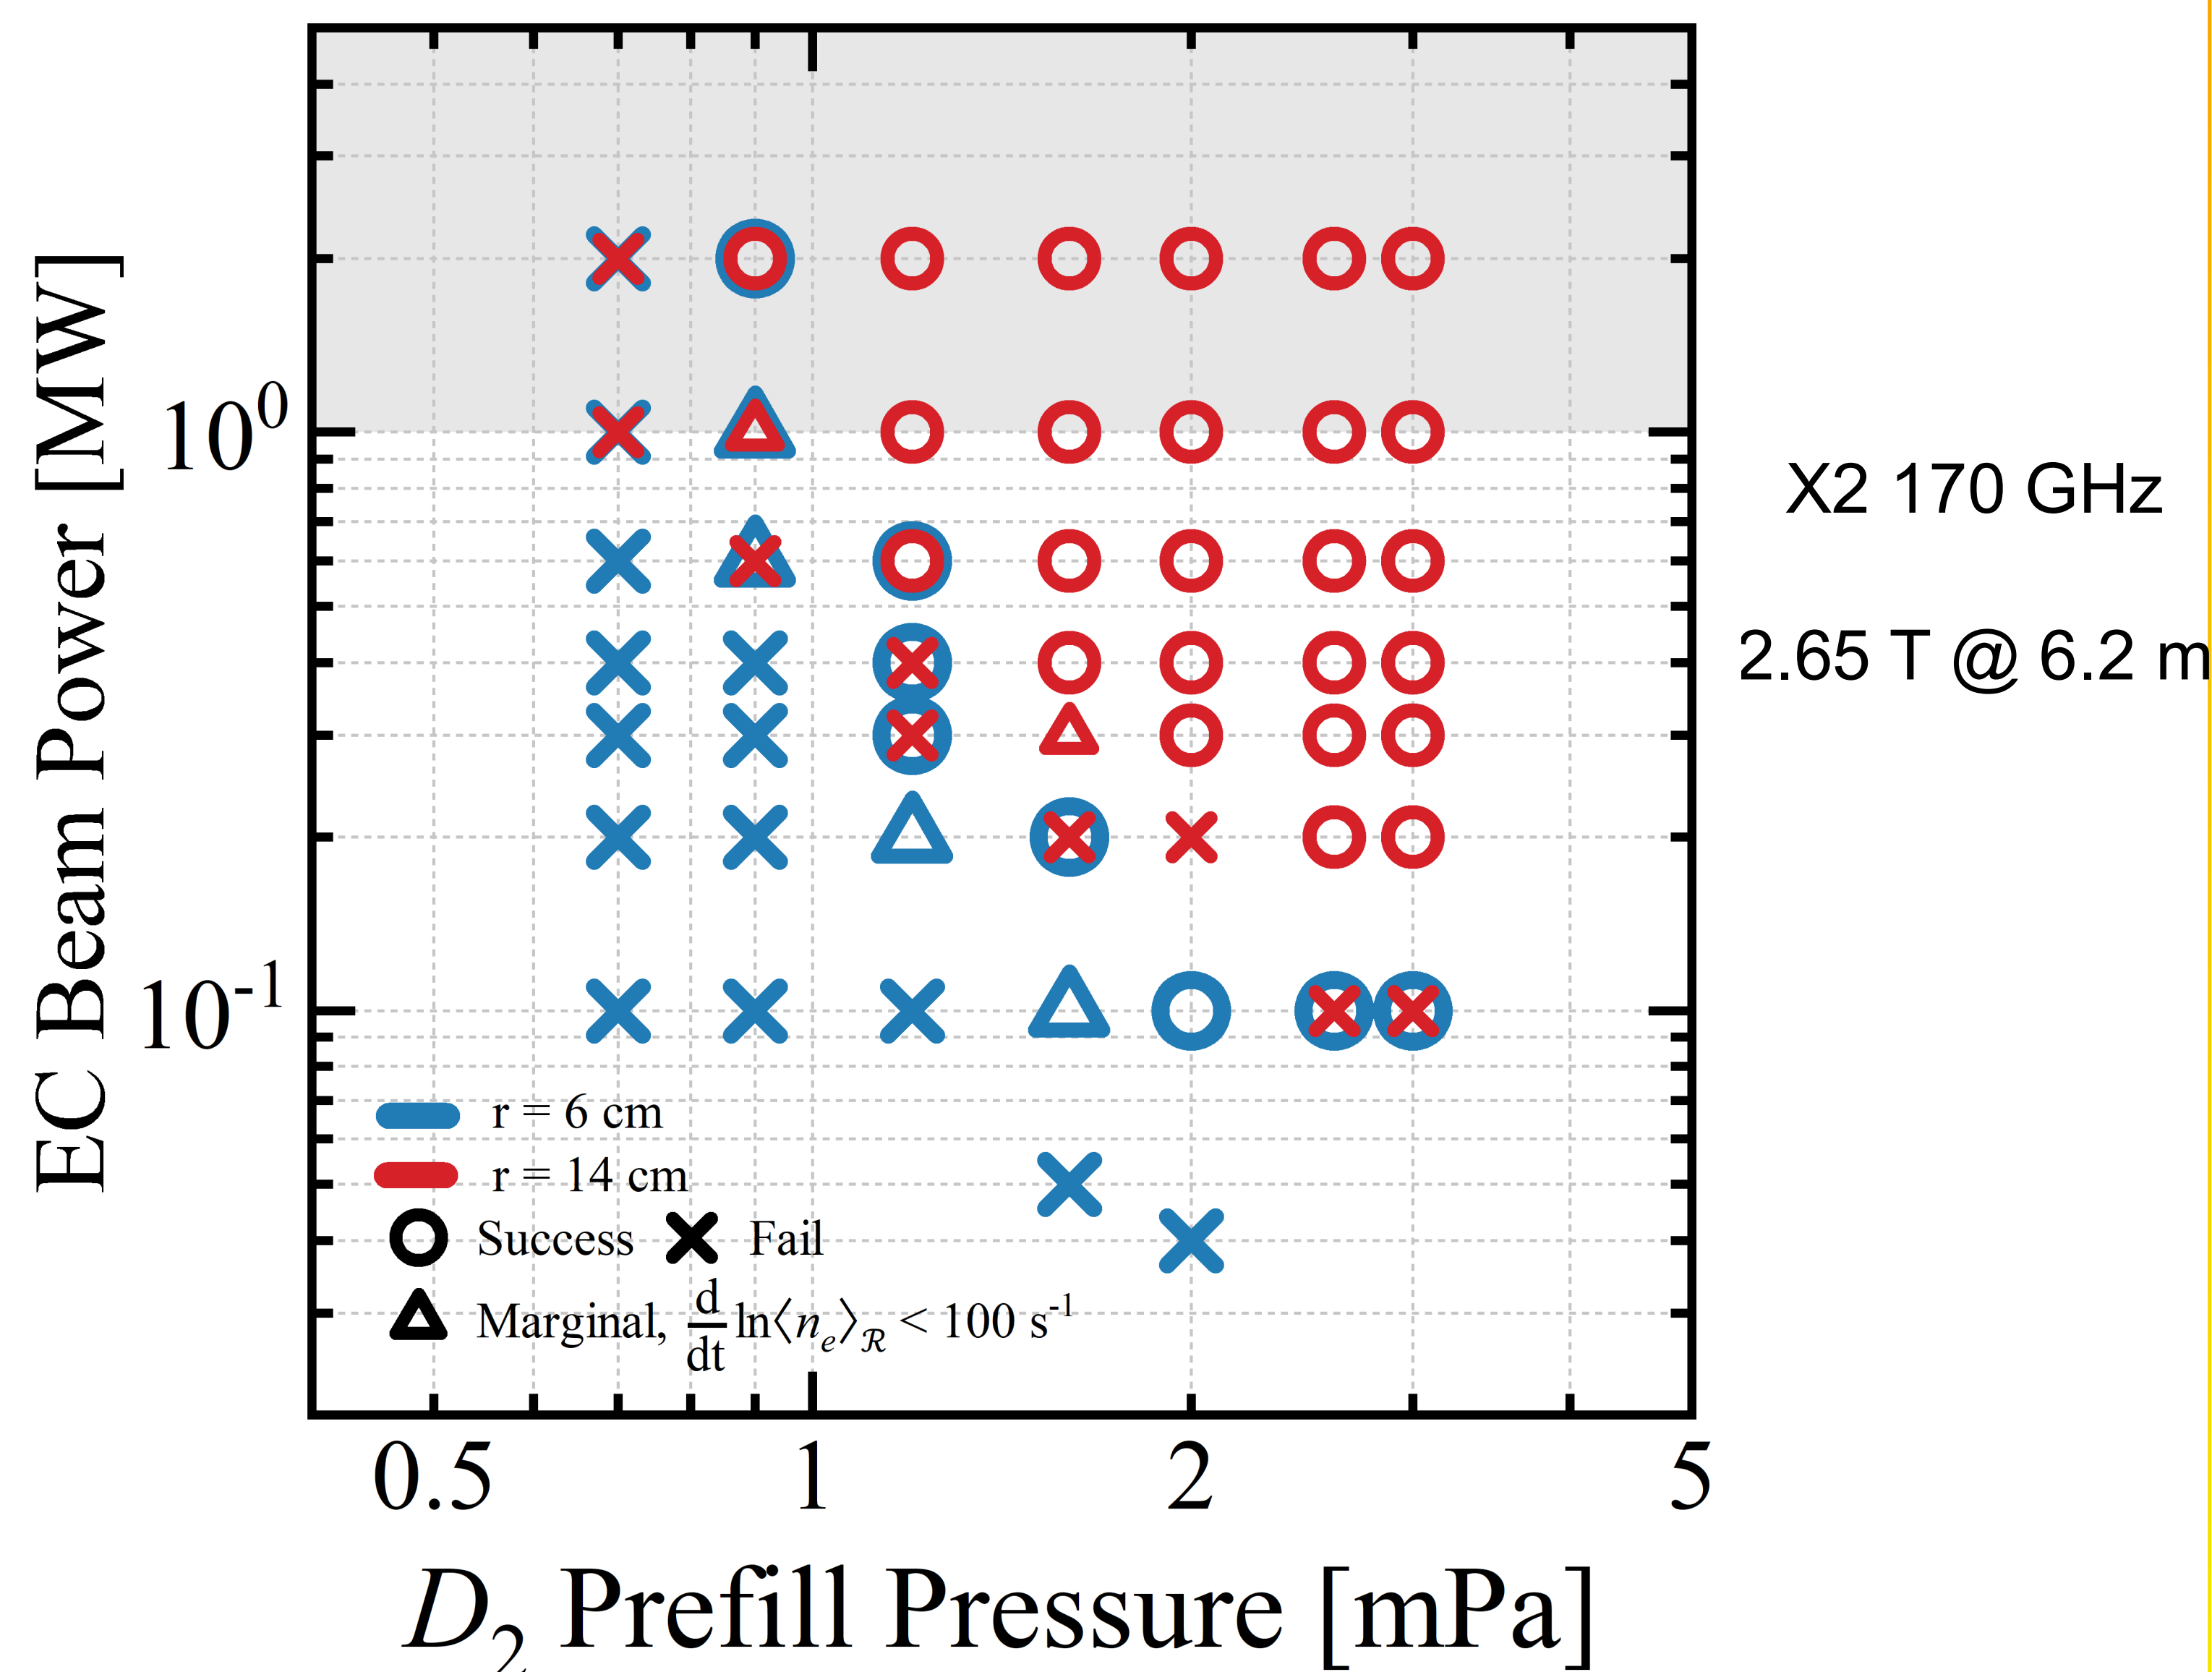 EC Beam Power [MW]
10^0
10^-1
r = 6 cm
r = 14 cm
Success Fail
Marginal, d/dt ln⟨n_e⟩_ℛ < 100 s^-1
0.5 1 2 5
D_2 Prefill Pressure [mPa]
X2 170 GHz
2.65 T @ 6.2 m